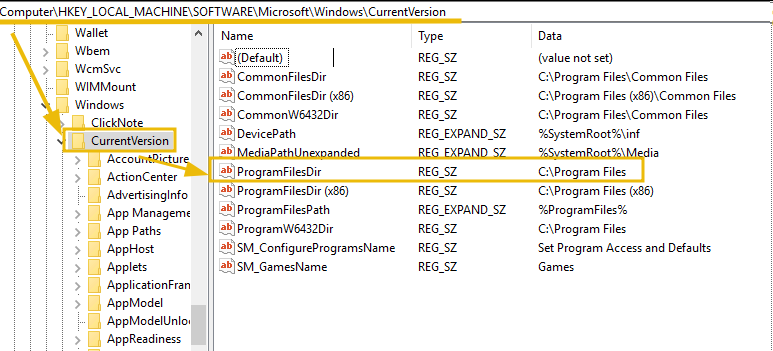 Computer\HKEY_LOCAL_MACHINE\SOFTWARE\Microsoft\Windows\CurrentVersion
Wallet
Wbem
WcmSvc
WIMMount
Windows
ClickNote
CurrentVersion
AccountPicture
ActionCenter
AdvertisingInfo
App Manageme
App Paths
AppHost
Applets
ApplicationFran
AppModel
AppModelUnlo
AppReadiness
Name Type Data
(Default) REG_SZ (value not set)
CommonFilesDir REG_SZ C:\Program Files\Common Files
CommonFilesDir (x86) REG_SZ C:\Program Files (x86)\Common Files
CommonW6432Dir REG_SZ C:\Program Files\Common Files
DevicePath REG_EXPAND_SZ %SystemRoot%\inf
MediaPathUnexpanded REG_EXPAND_SZ %SystemRoot%\Media
ProgramFilesDir REG_SZ C:\Program Files
ProgramFilesDir (x86) REG_SZ C:\Program Files (x86)
ProgramFilesPath REG_EXPAND_SZ %ProgramFiles%
ProgramW6432Dir REG_SZ C:\Program Files
SM_ConfigureProgramsName REG_SZ Set Program Access and Defaults
SM_GamesName REG_SZ Games